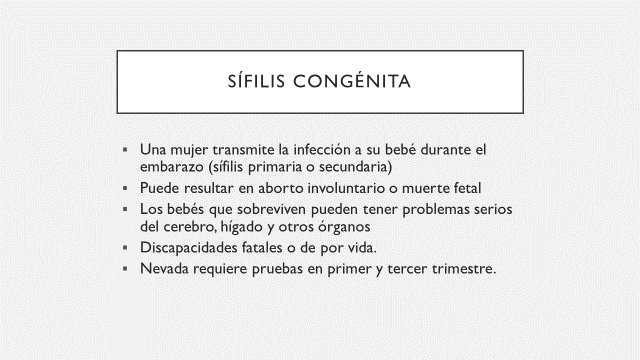 SÍFILIS CONGÉNITA
▪ Una mujer transmite la infección a su bebé durante el
embarazo (sífilis primaria o secundaria)
▪ Puede resultar en aborto involuntario o muerte fetal
▪ Los bebés que sobreviven pueden tener problemas serios
del cerebro, hígado y otros órganos
▪ Discapacidades fatales o de por vida.
▪ Nevada requiere pruebas en primer y tercer trimestre.